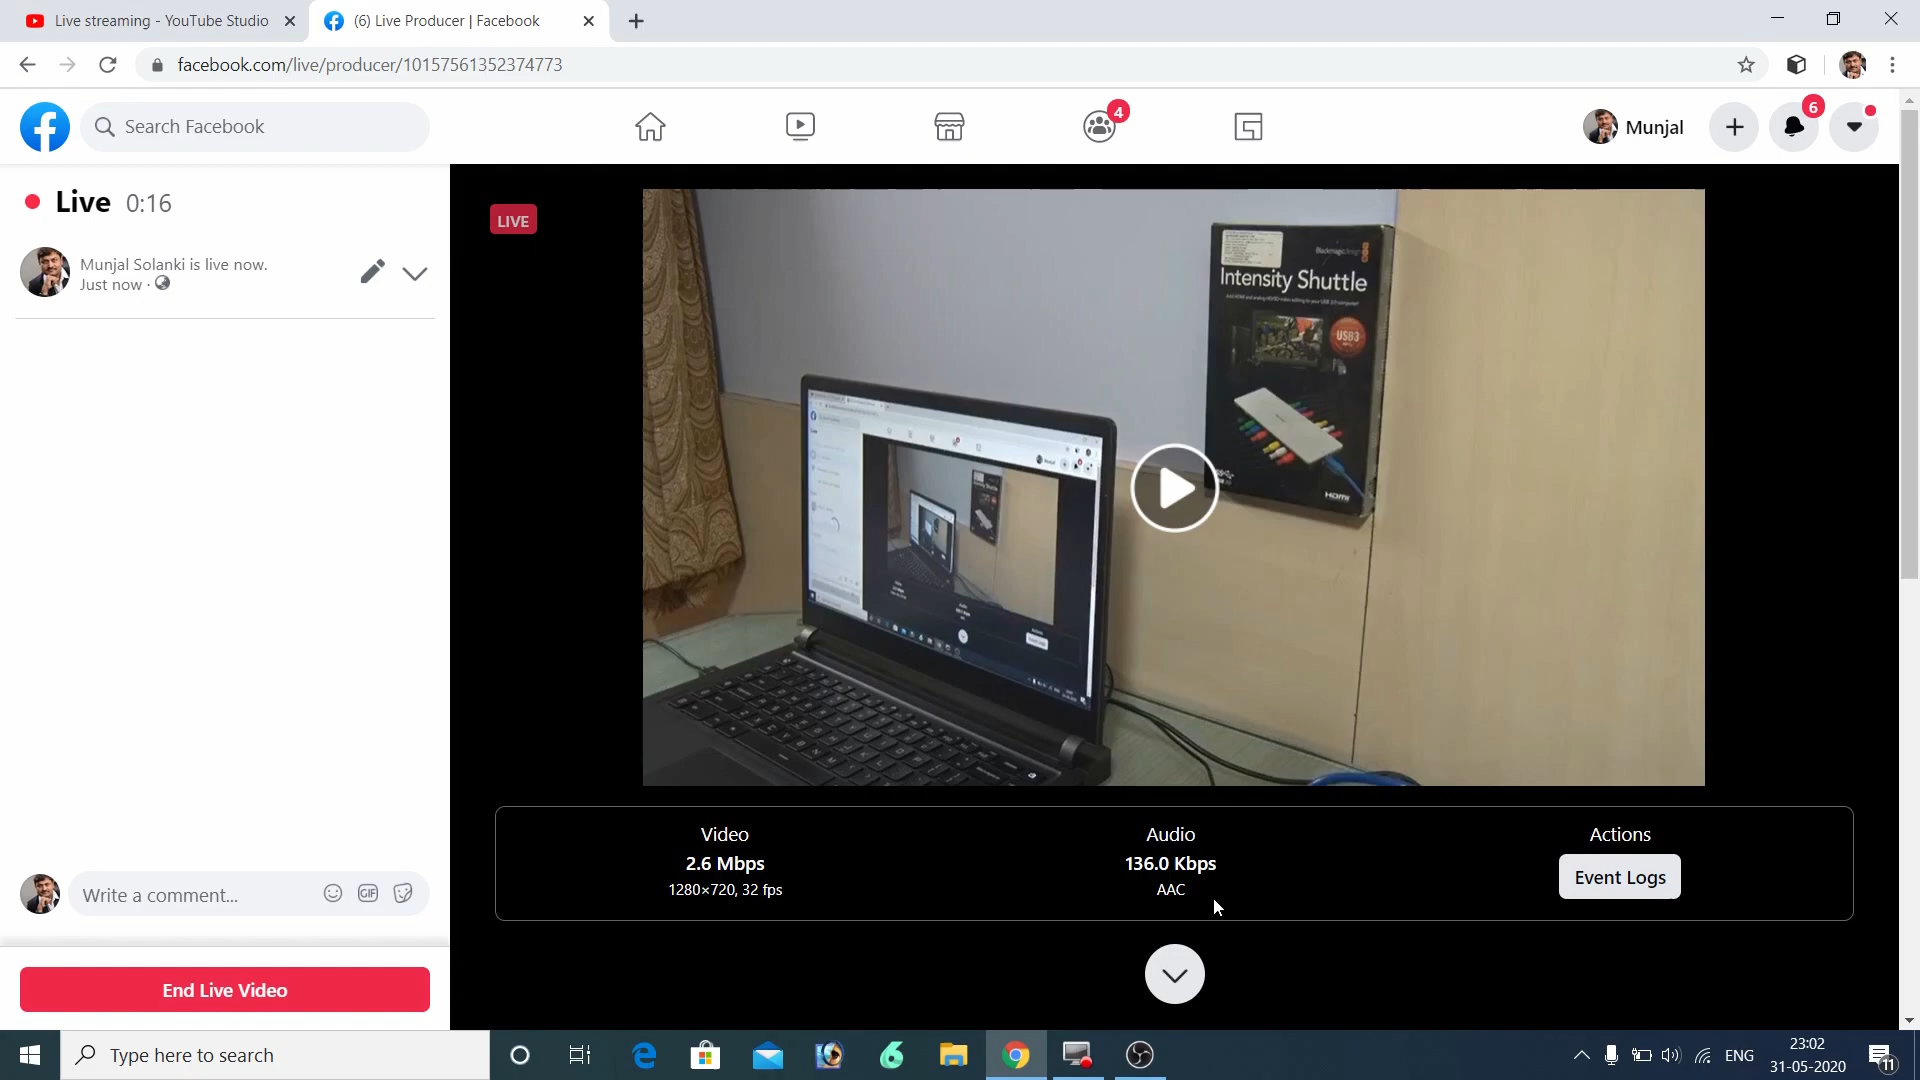 Live streaming - YouTube Studio
(6) Live Producer | Facebook
facebook.com/live/producer/10157561352374773
Search Facebook
4
Munjal
6
Live 0:16
LIVE
Munjal Solanki is live now.
Just now ·
Blackmagicdesign
Intensity Shuttle
USB3
HDMI
Video
Audio
Actions
2.6 Mbps
136.0 Kbps
Event Logs
1280×720, 32 fps
AAC
Write a comment...
GIF
End Live Video
Type here to search
ENG
23:02
31-05-2020
11